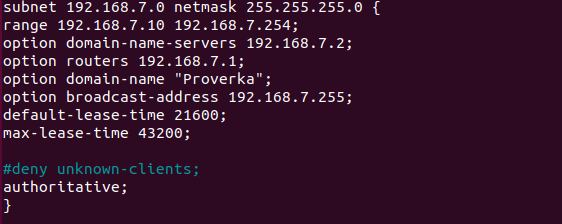 subnet 192.168.7.0 netmask 255.255.255.0 {
range 192.168.7.10 192.168.7.254;
option domain-name-servers 192.168.7.2;
option routers 192.168.7.1;
option domain-name "Proverka";
option broadcast-address 192.168.7.255;
default-lease-time 21600;
max-lease-time 43200;

#deny unknown-clients;
authoritative;
}